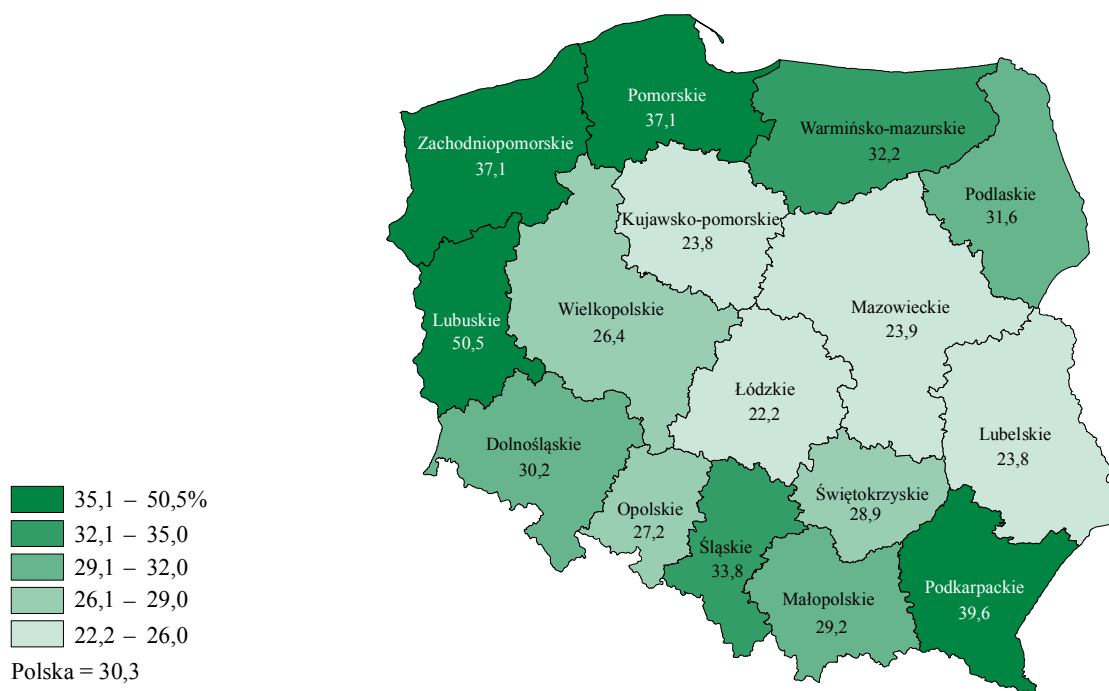 Pomorskie
37,1
Warmińsko-mazurskie
32,2
Zachodniopomorskie
37,1
Podlaskie
31,6
Kujawsko-pomorskie
23,8
Mazowieckie
23,9
Wielkopolskie
26,4
Lubuskie
50,5
Łódzkie
22,2
Lubelskie
23,8
Dolnośląskie
30,2
Świętokrzyskie
28,9
Opolskie
27,2
Śląskie
33,8
Małopolskie
29,2
Podkarpackie
39,6
35,1 – 50,5%
32,1 – 35,0
29,1 – 32,0
26,1 – 29,0
22,2 – 26,0
Polska = 30,3